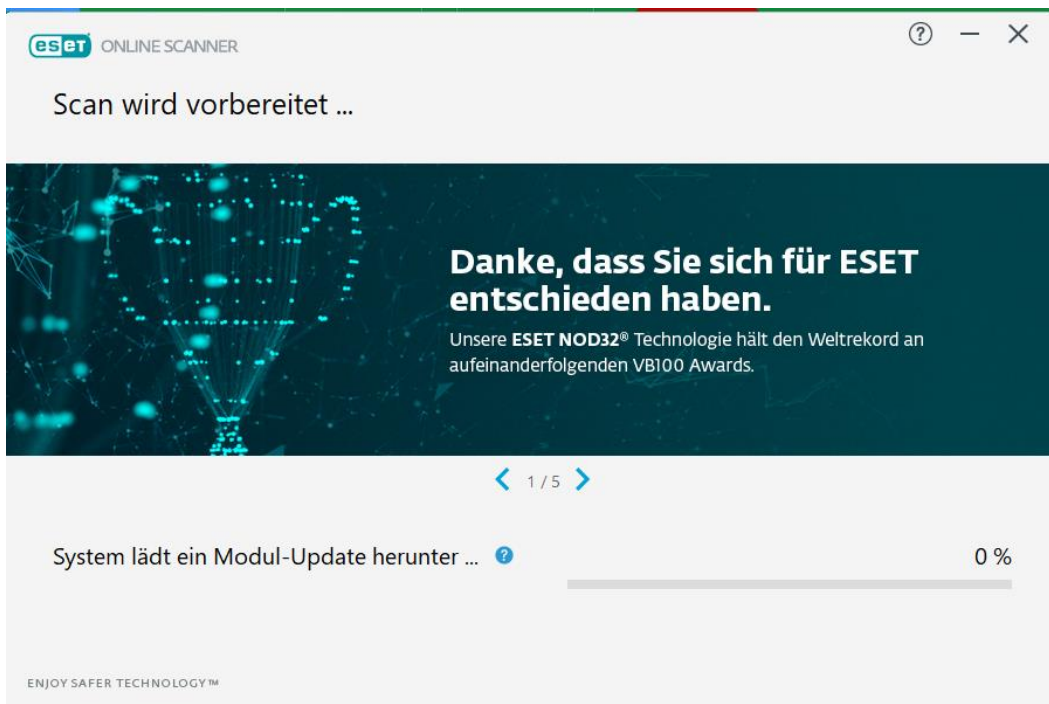 eset ONLINE SCANNER
Scan wird vorbereitet ...
Danke, dass Sie sich für ESET
entschieden haben.
Unsere ESET NOD32® Technologie hält den Weltrekord an
aufeinanderfolgenden VB100 Awards.
1 / 5
System lädt ein Modul-Update herunter ... ? 0 %
ENJOY SAFER TECHNOLOGY™